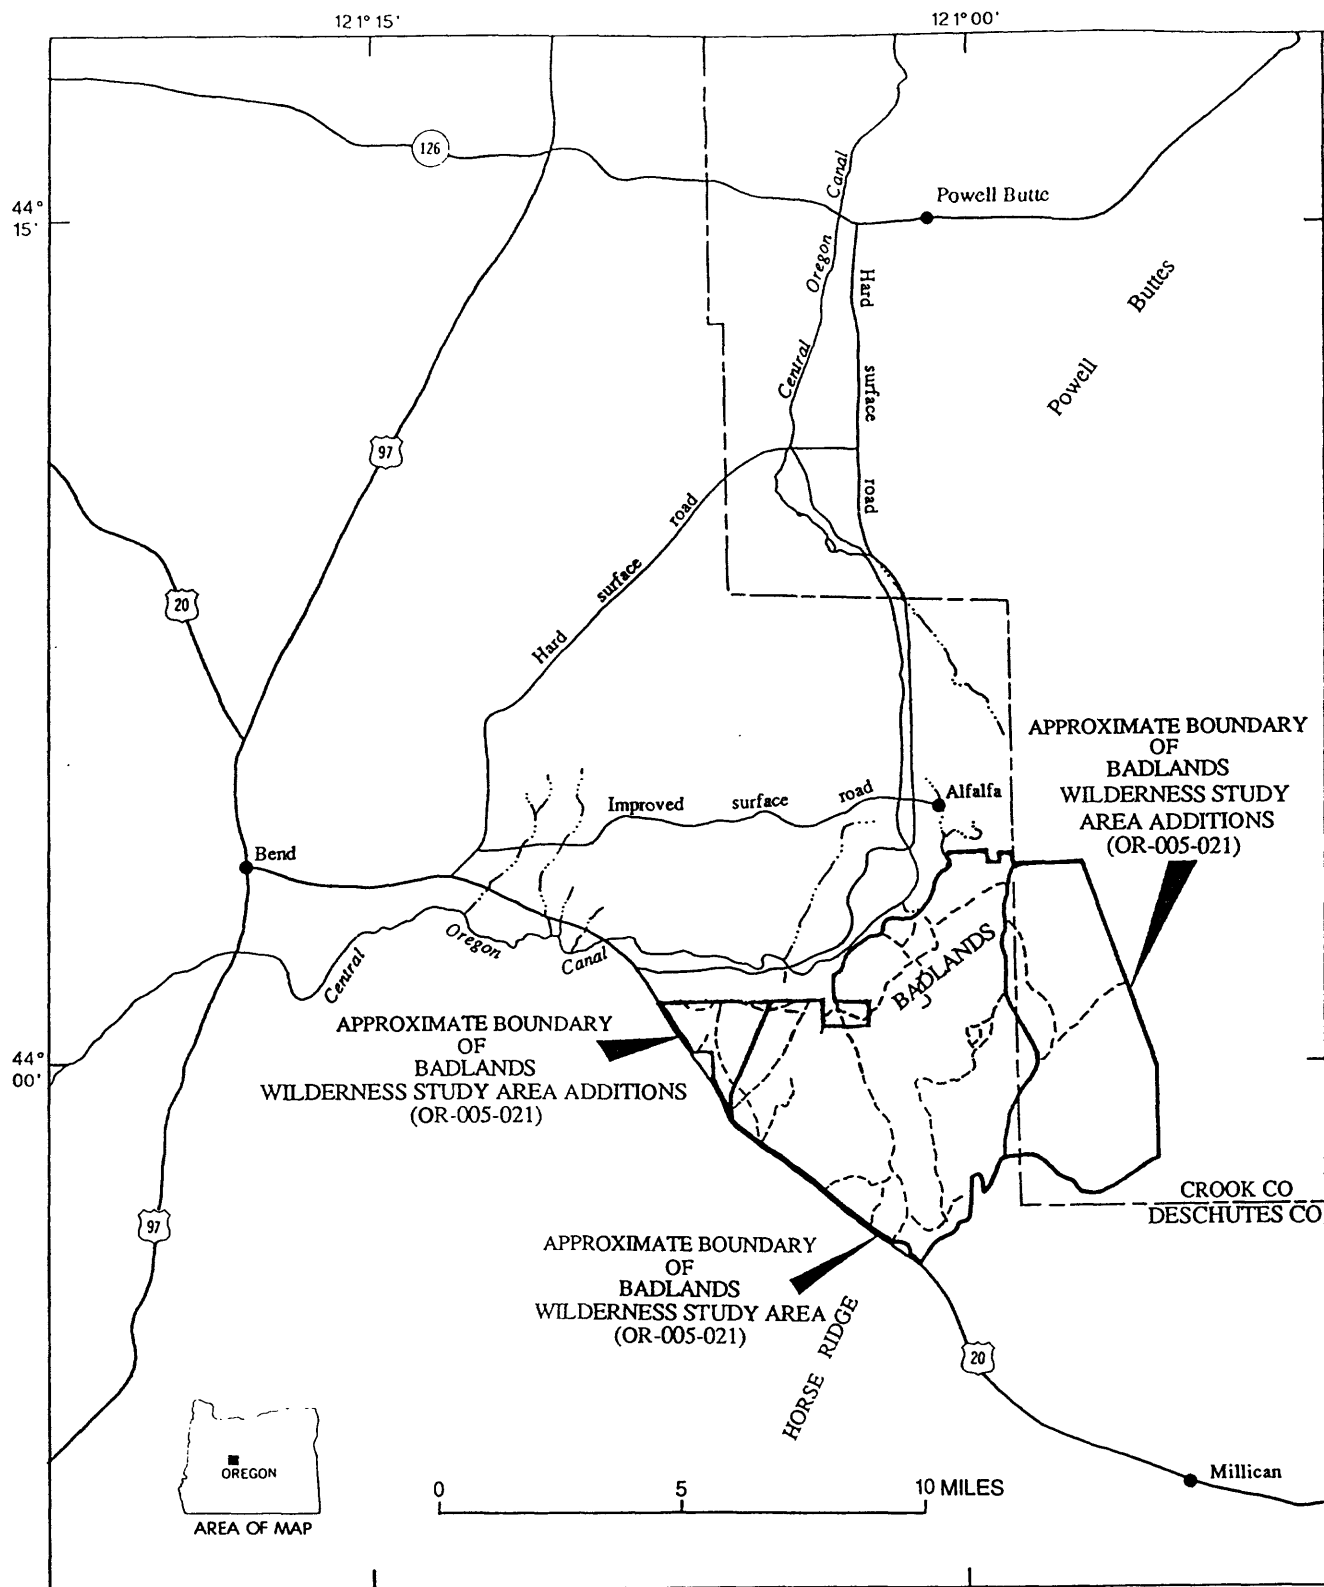 121° 15'
121° 00'
126
Canal
Powell Butte
44°
15'
Oregon
Hard
Buttes
Central
surface
Powell
97
road
road
20
surface
Hard
APPROXIMATE BOUNDARY
OF
BADLANDS
WILDERNESS STUDY
AREA ADDITIONS
(OR-005-021)
Improved surface road
Alfalfa
Bend
Central
Oregon
Canal
BADLANDS
APPROXIMATE BOUNDARY
OF
BADLANDS
WILDERNESS STUDY AREA ADDITIONS
(OR-005-021)
44°
00'
CROOK CO
DESCHUTES CO
97
APPROXIMATE BOUNDARY
OF
BADLANDS
WILDERNESS STUDY AREA
(OR-005-021)
HORSE RIDGE
20
Millican
OREGON
AREA OF MAP
0 5 10 MILES